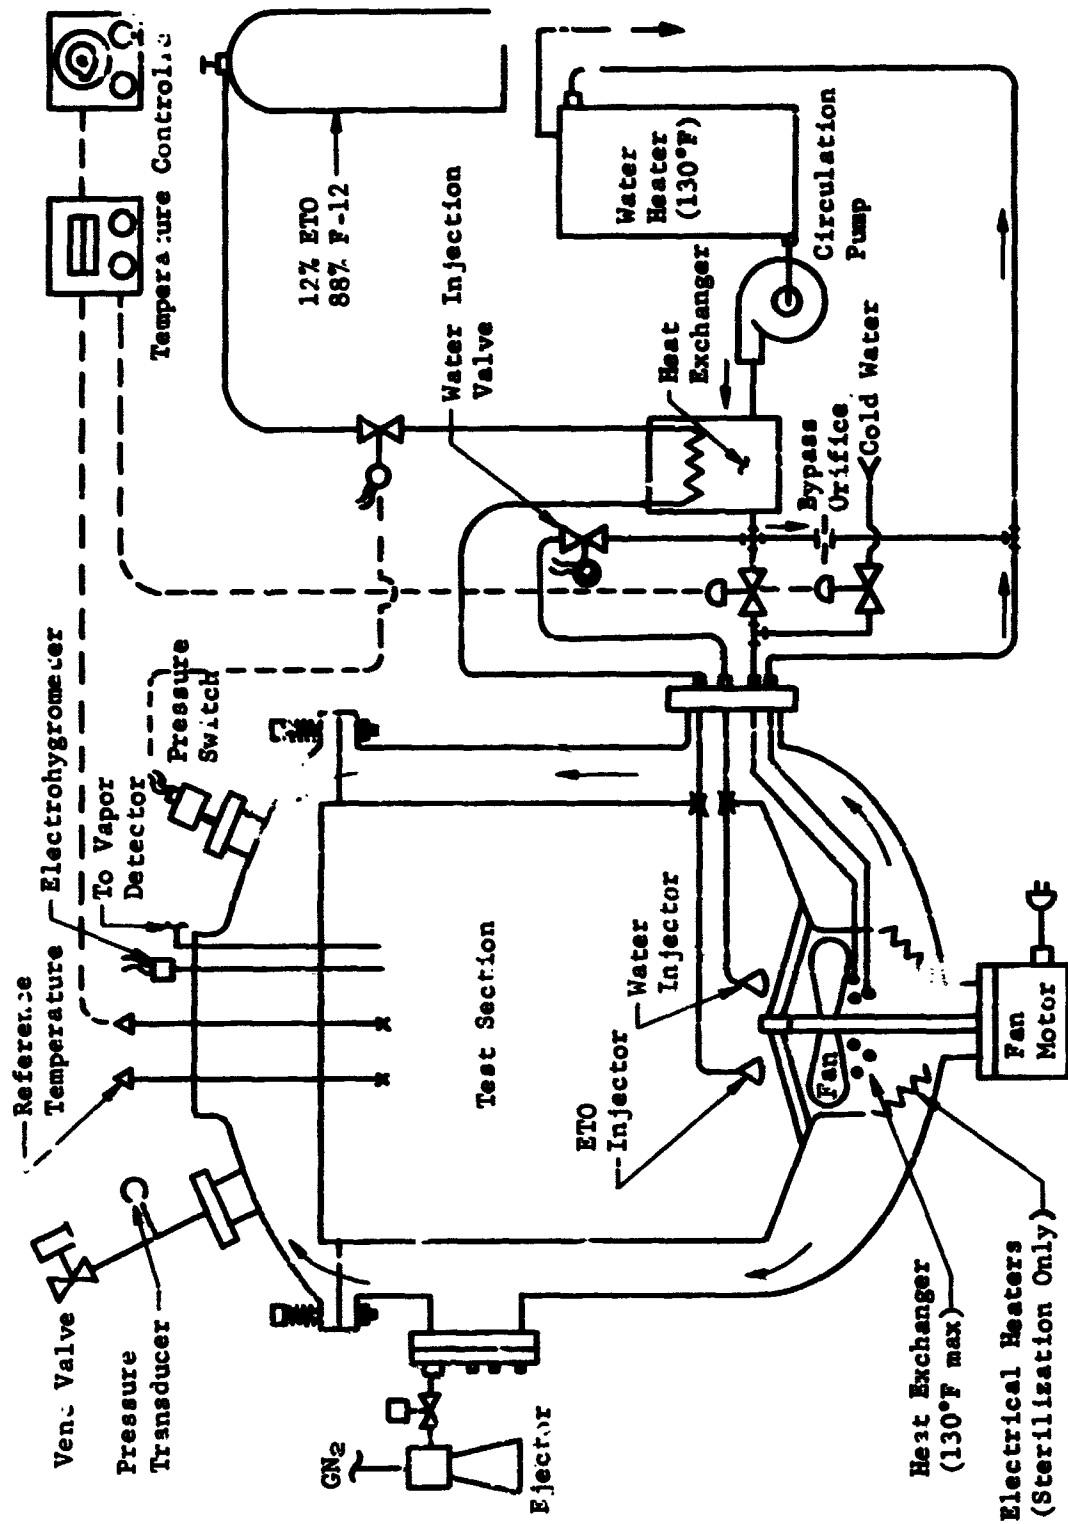 Vent Valve
Pressure
Transducer
Reference
Temperature
Electrohygrometer
To Vapor
Detector
Pressure
Switch
Temperature Controller
12% ETO
88% F-12
Water Injection
Valve
Water
Heater
(130°F)
Heat
Exchanger
Circulation
Pump
Bypass
Orifice
Cold Water
Test Section
ETO
Injector
Water
Injector
Fan
Fan
Motor
GN2
Ejector
Heat Exchanger
(130°F max)
Electrical Heaters
(Sterilization Only)